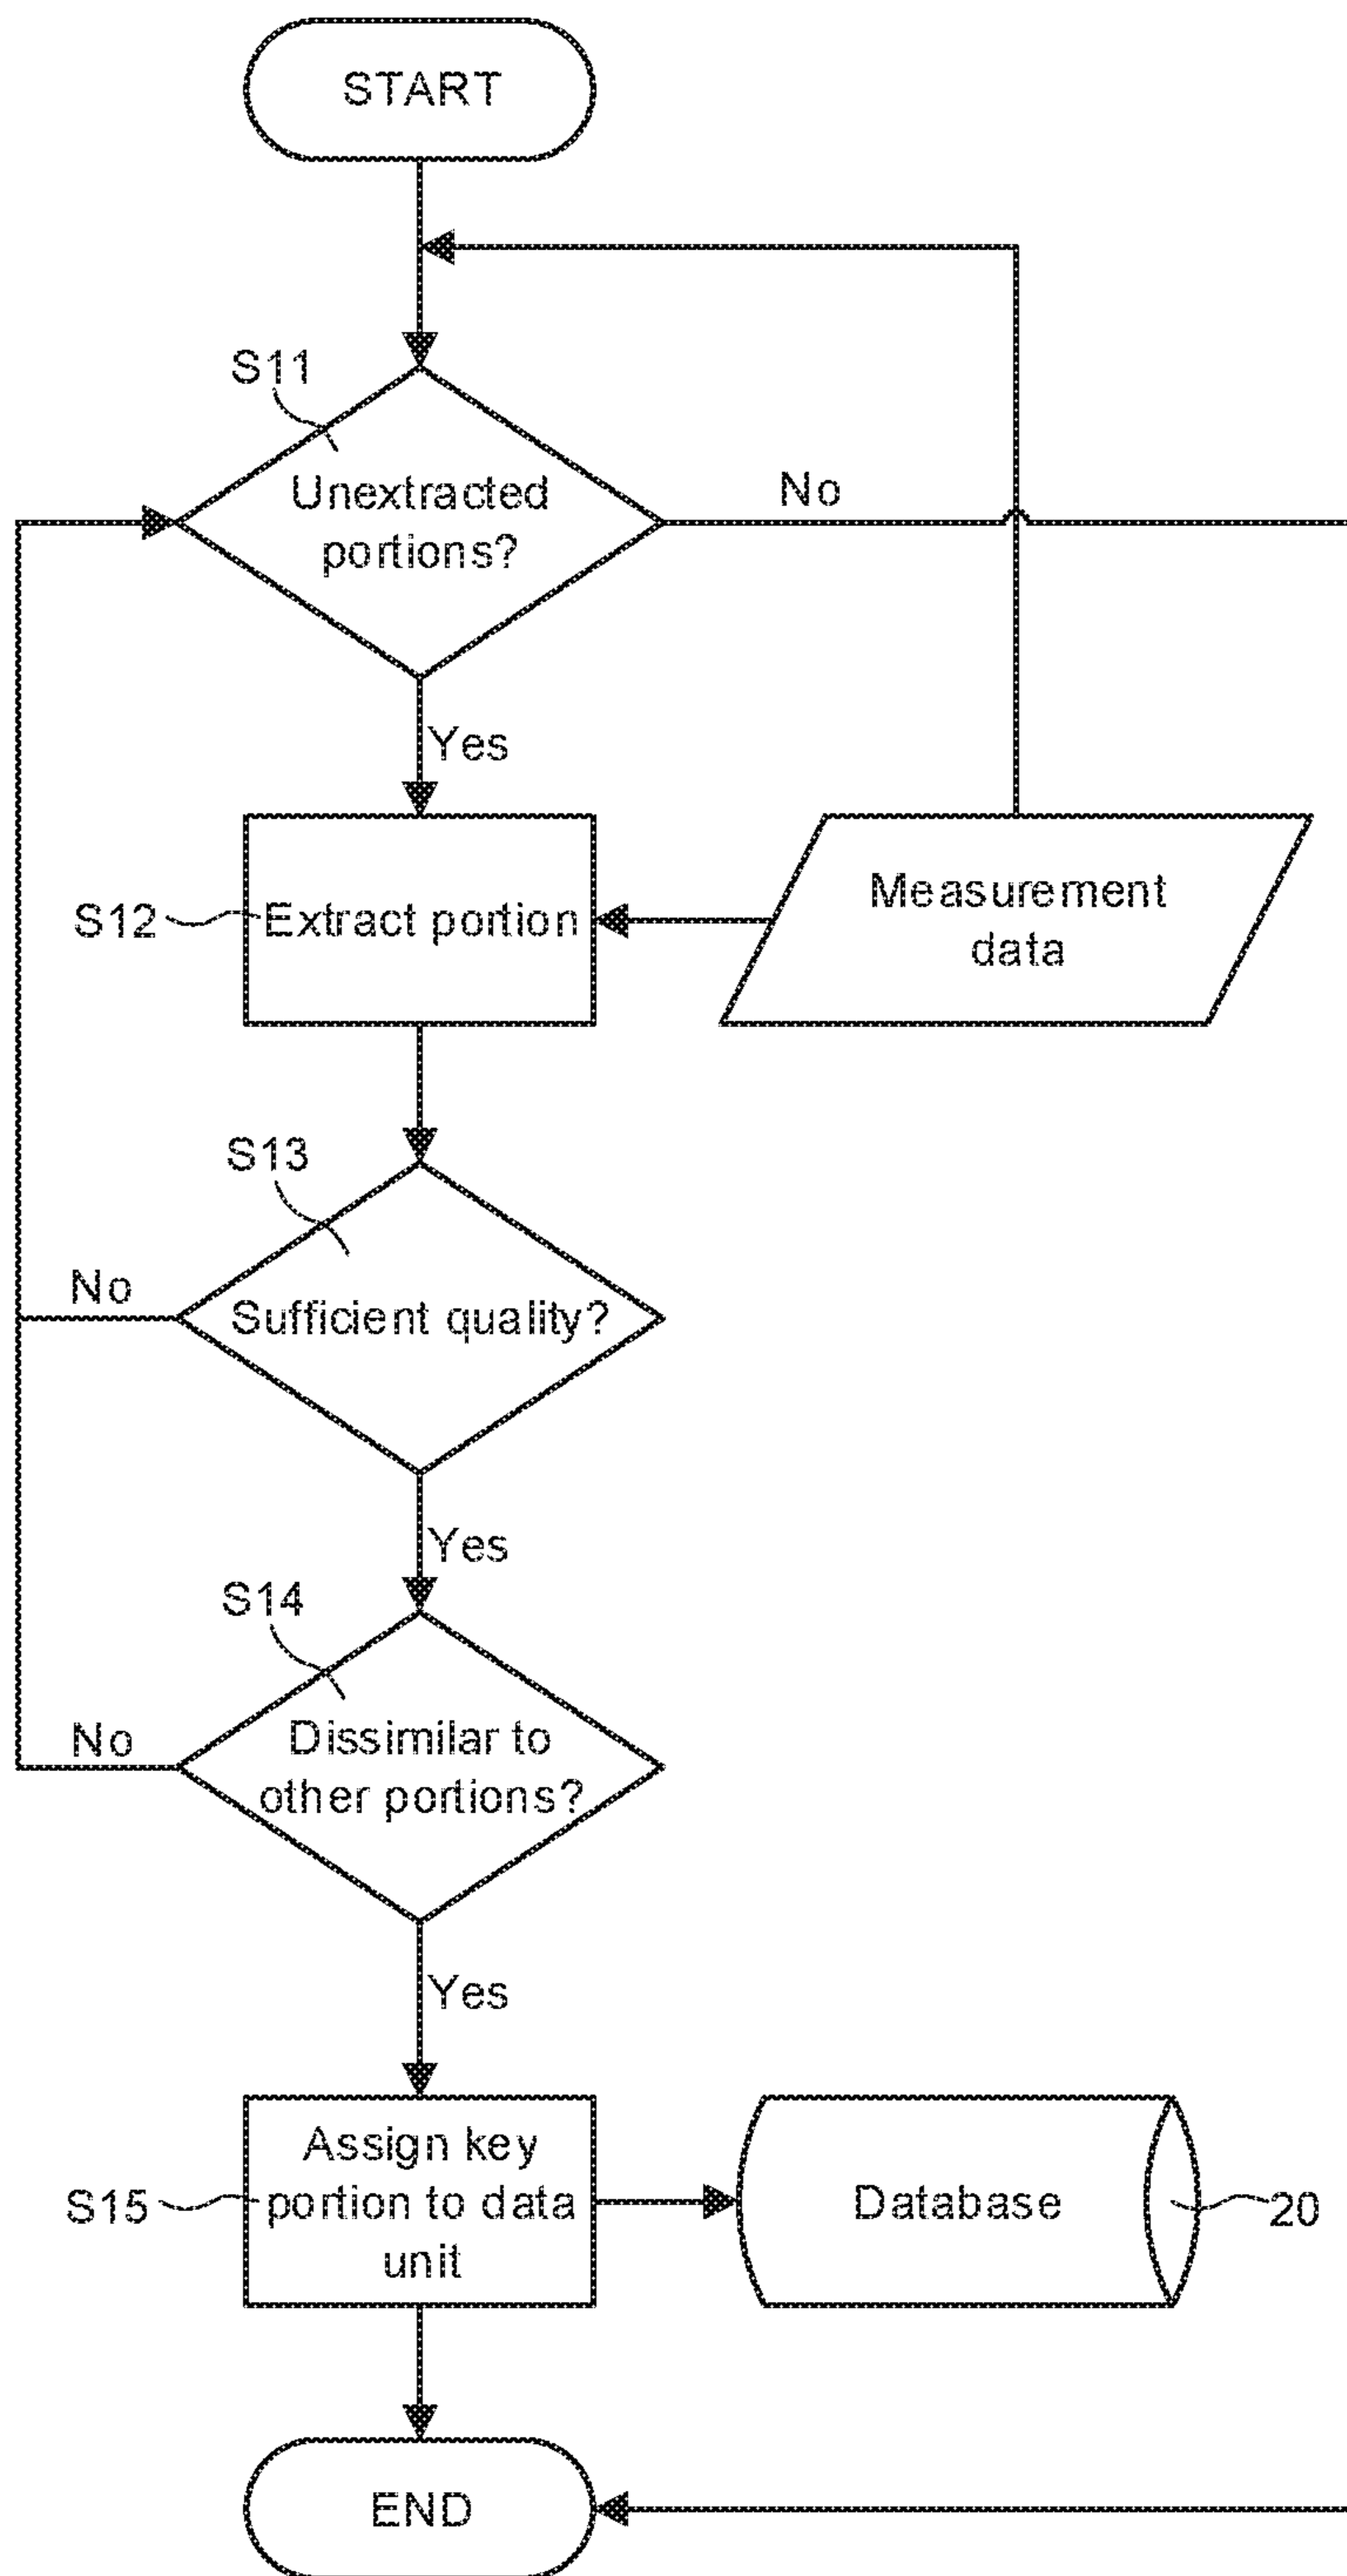 START
S11
Unextracted
portions?
No
Yes
S12
Extract portion
Measurement
data
S13
No
Sufficient quality?
Yes
S14
No
Dissimilar to
other portions?
Yes
S15
Assign key
portion to data
unit
Database
20
END